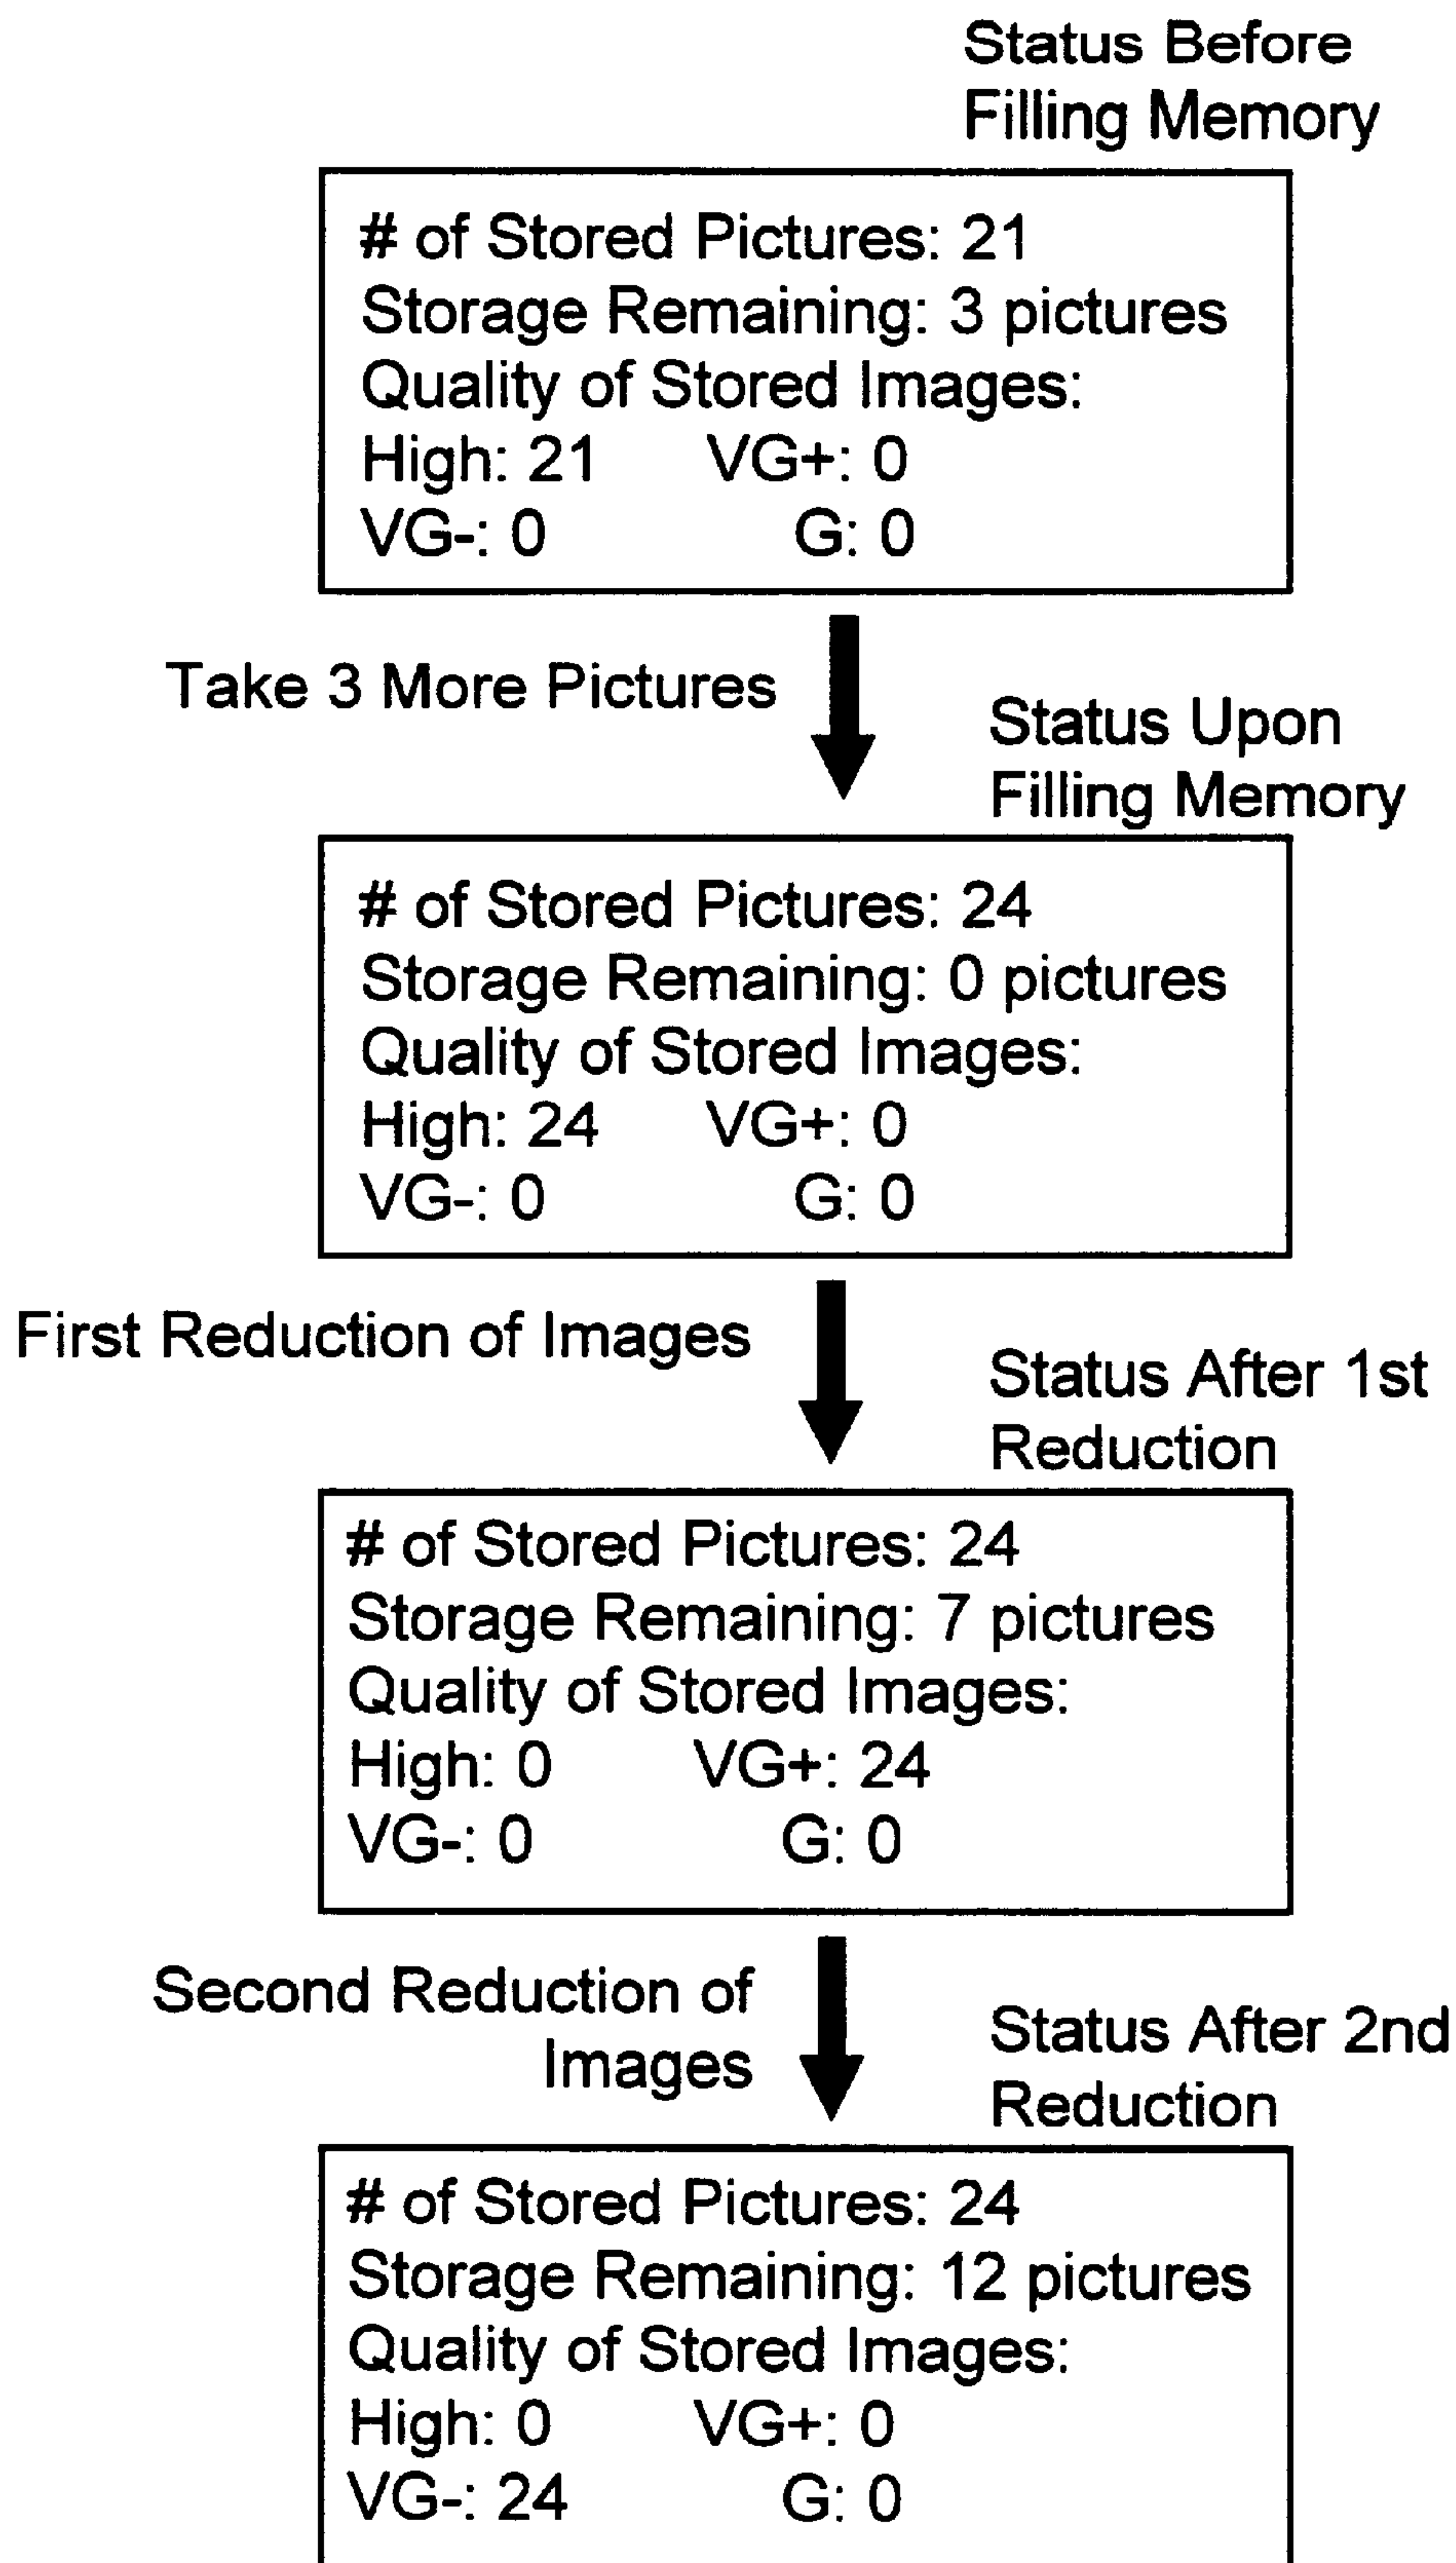 Status Before
Filling Memory
# of Stored Pictures: 21
Storage Remaining: 3 pictures
Quality of Stored Images:
High: 21 VG+: 0
VG-: 0 G: 0
Take 3 More Pictures
Status Upon
Filling Memory
# of Stored Pictures: 24
Storage Remaining: 0 pictures
Quality of Stored Images:
High: 24 VG+: 0
VG-: 0 G: 0
First Reduction of Images
Status After 1st
Reduction
# of Stored Pictures: 24
Storage Remaining: 7 pictures
Quality of Stored Images:
High: 0 VG+: 24
VG-: 0 G: 0
Second Reduction of
Images
Status After 2nd
Reduction
# of Stored Pictures: 24
Storage Remaining: 12 pictures
Quality of Stored Images:
High: 0 VG+: 0
VG-: 24 G: 0